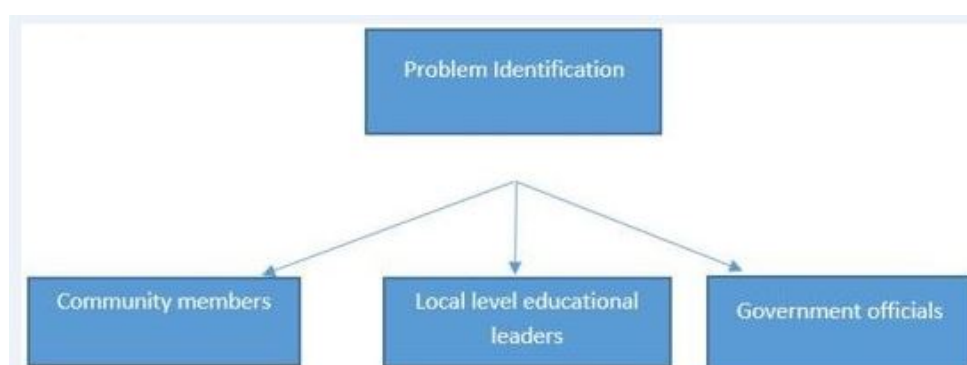 Problem Identification
Community members
Local level educational
leaders
Government officials